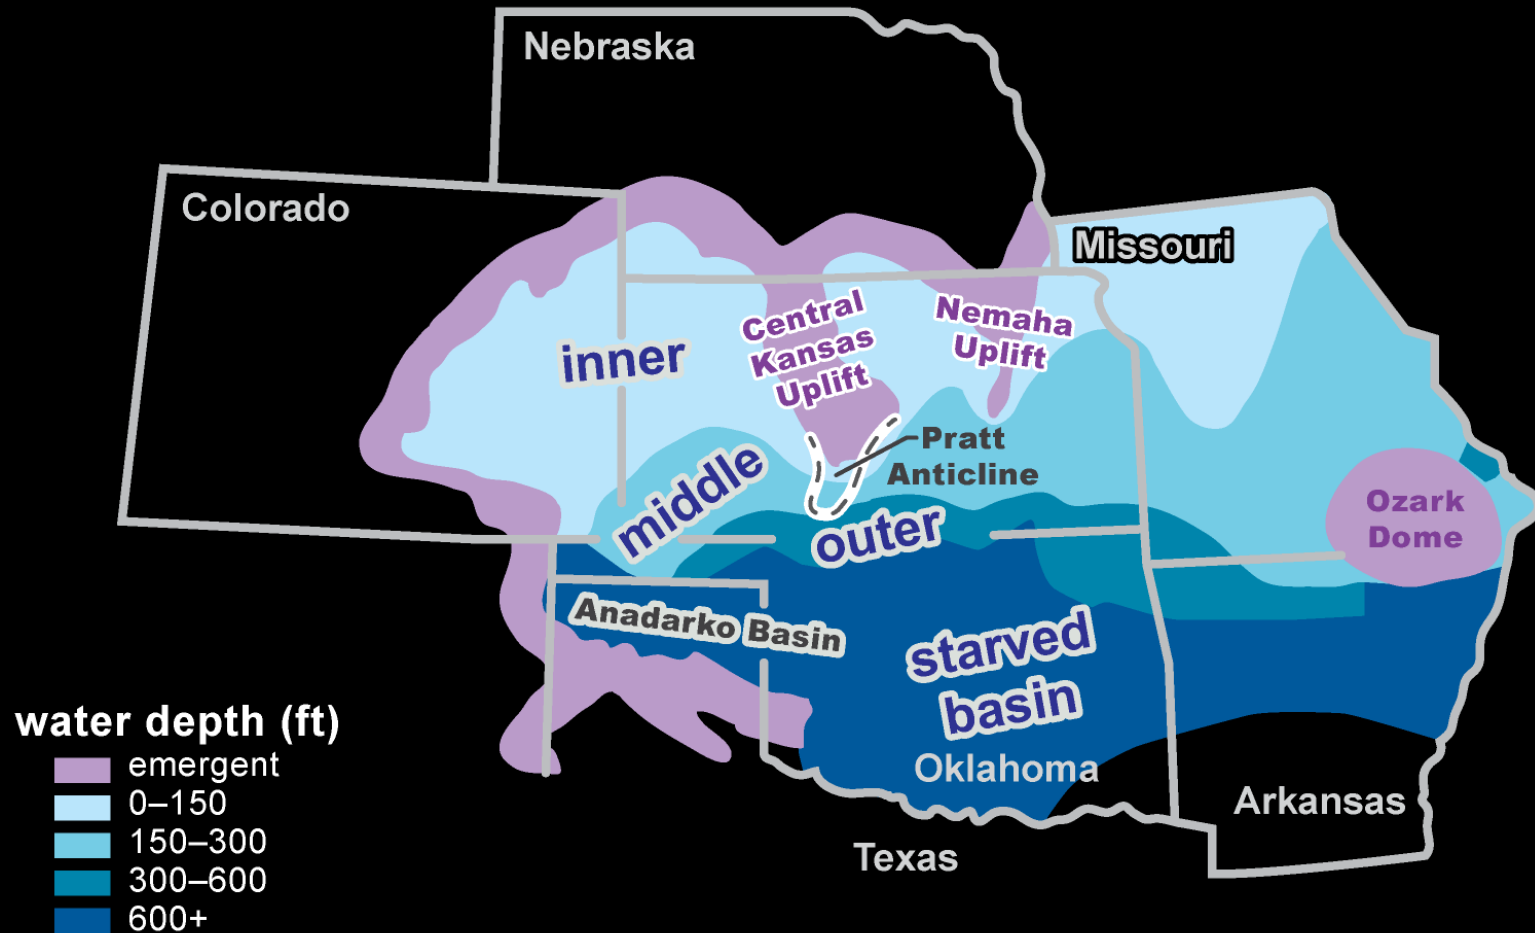 Nebraska
Colorado
Missouri
Central
Kansas
Uplift
Nemaha
Uplift
inner
middle
Pratt
Anticline
outer
Ozark
Dome
Anadarko Basin
starved
basin
Oklahoma
Arkansas
Texas
water depth (ft)
emergent
0–150
150–300
300–600
600+